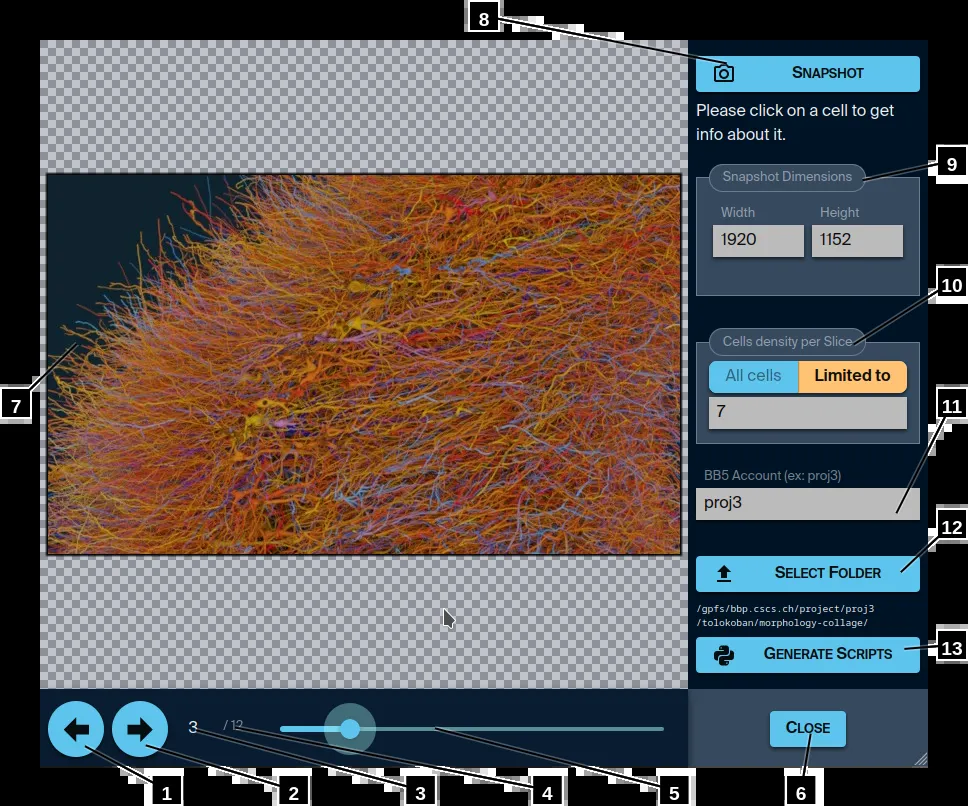 8
SNAPSHOT
Please click on a cell to get
info about it.
9
Snapshot Dimensions
Width Height
1920 1152
10
Cells density per Slice
All cells Limited to
7
7
11
BB5 Account (ex: proj3)
proj3
12
SELECT FOLDER
/gpfs/bbp.cscs.ch/project/proj3
/tolokoban/morphology-collage/
13
GENERATE SCRIPTS
3 / 12
CLOSE
1 2 3 4 5 6